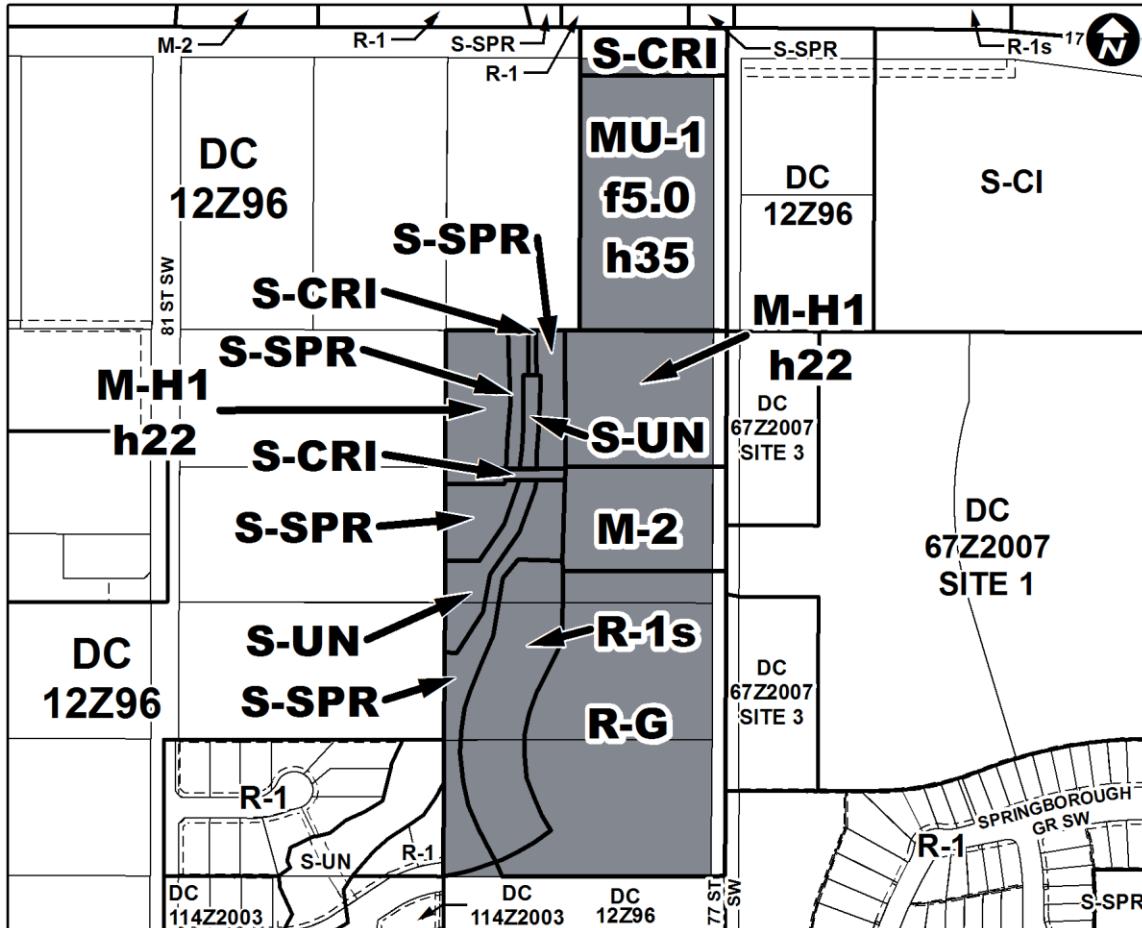 M-2
R-1
S-SPR
R-1
S-SPR
R-1s
17
N
S-CRI
DC
12Z96
MU-1
f5.0
h35
DC
12Z96
S-CI
S-SPR
81 ST SW
S-CRI
S-SPR
M-H1
h22
M-H1
h22
DC
67Z2007
SITE 3
S-UN
S-CRI
S-SPR
M-2
DC
67Z2007
SITE 1
S-UN
R-1s
DC
12Z96
S-SPR
DC
67Z2007
SITE 3
R-G
R-1
SPRINGBOROUGH
GR SW
S-UN
R-1
R-1
DC
114Z2003
DC
114Z2003
DC
12Z96
77 ST
SW
S-SPR